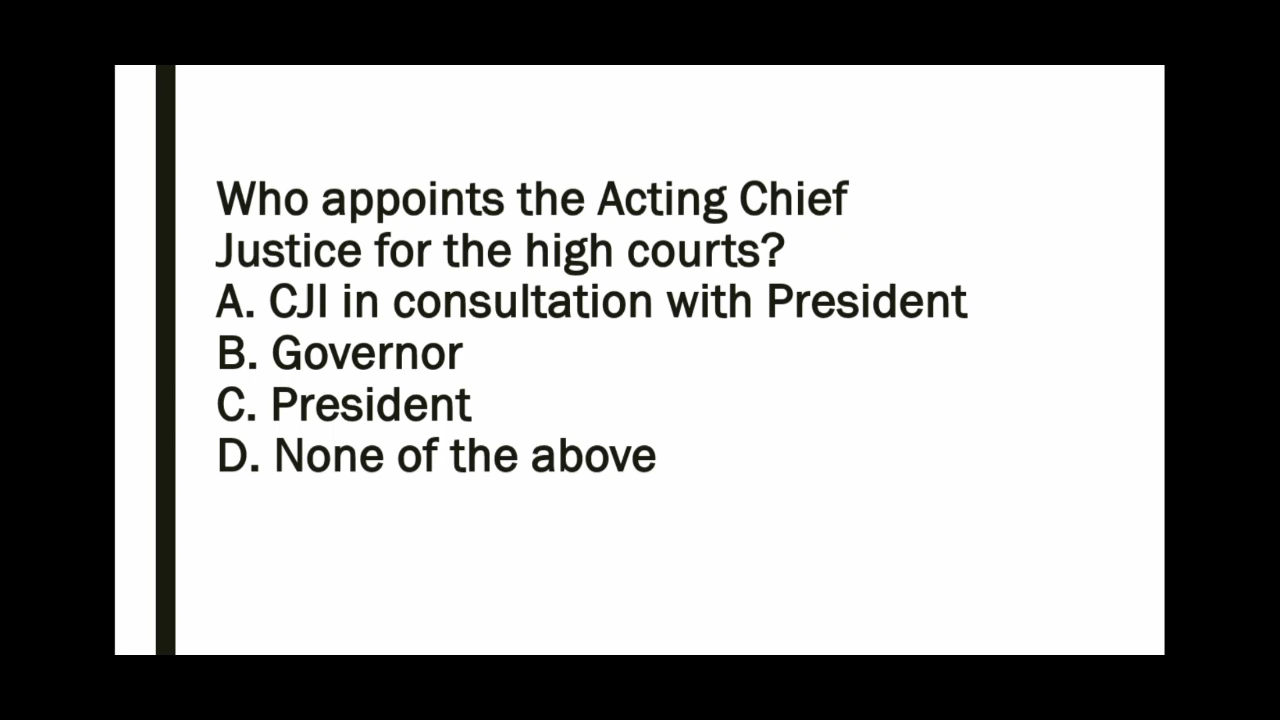 Who appoints the Acting Chief
Justice for the high courts?
A. CJI in consultation with President
B. Governor
C. President
D. None of the above